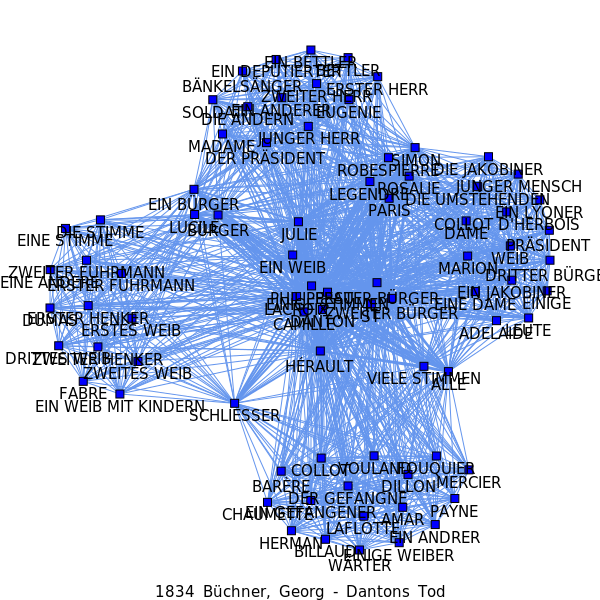 EIN BETTLER
EIN DEPUTIERTER
BETTLER
BÄNKELSÄNGER
ERSTER HERR
ZWEITER HERR
SOLDAT
EIN ANDERER
EUGENIE
DIE ANDERN
JUNGER HERR
MADAME
DER PRÄSIDENT
SIMON
ROBESPIERRE
DIE JAKOBINER
LEGENDRE
ROSALIE
JUNGER MENSCH
DIE UMSTEHENDEN
EIN BÜRGER
PARIS
EIN LYONER
LUCILE
BÜRGER
COLLOT D'HERBOIS
DIE STIMME
EINE STIMME
JULIE
DAME
PRÄSIDENT
WEIB
EIN WEIB
MARION
ZWEITER FUHRMANN
DRITTER BÜRGER
EINE ANDERE
ERSTER FUHRMANN
EIN JAKOBINER
EINE DAME
EINIGE
ZWEITER BÜRGER
LACROIX
CAMILLE
DANTON
DUMAS
ERSTER HENKER
ERSTES WEIB
ADELAIDE
LEUTE
DRITTES WEIB
ZWEITER HENKER
HÉRAULT
ZWEITES WEIB
VIELE STIMMEN
ALLE
FABRE
EIN WEIB MIT KINDERN
SCHLIESSER
COLLOT
VOULAND
FOUQUIER
BARÈRE
DILLON
MERCIER
DER GEFANGNE
CHAUMETTE
EIN GEFANGENER
PAYNE
LAFLOTTE
AMAR
HERMAN
EIN ANDRER
BILLAUD
EINIGE WEIBER
WÄRTER
1834 Büchner, Georg - Dantons Tod